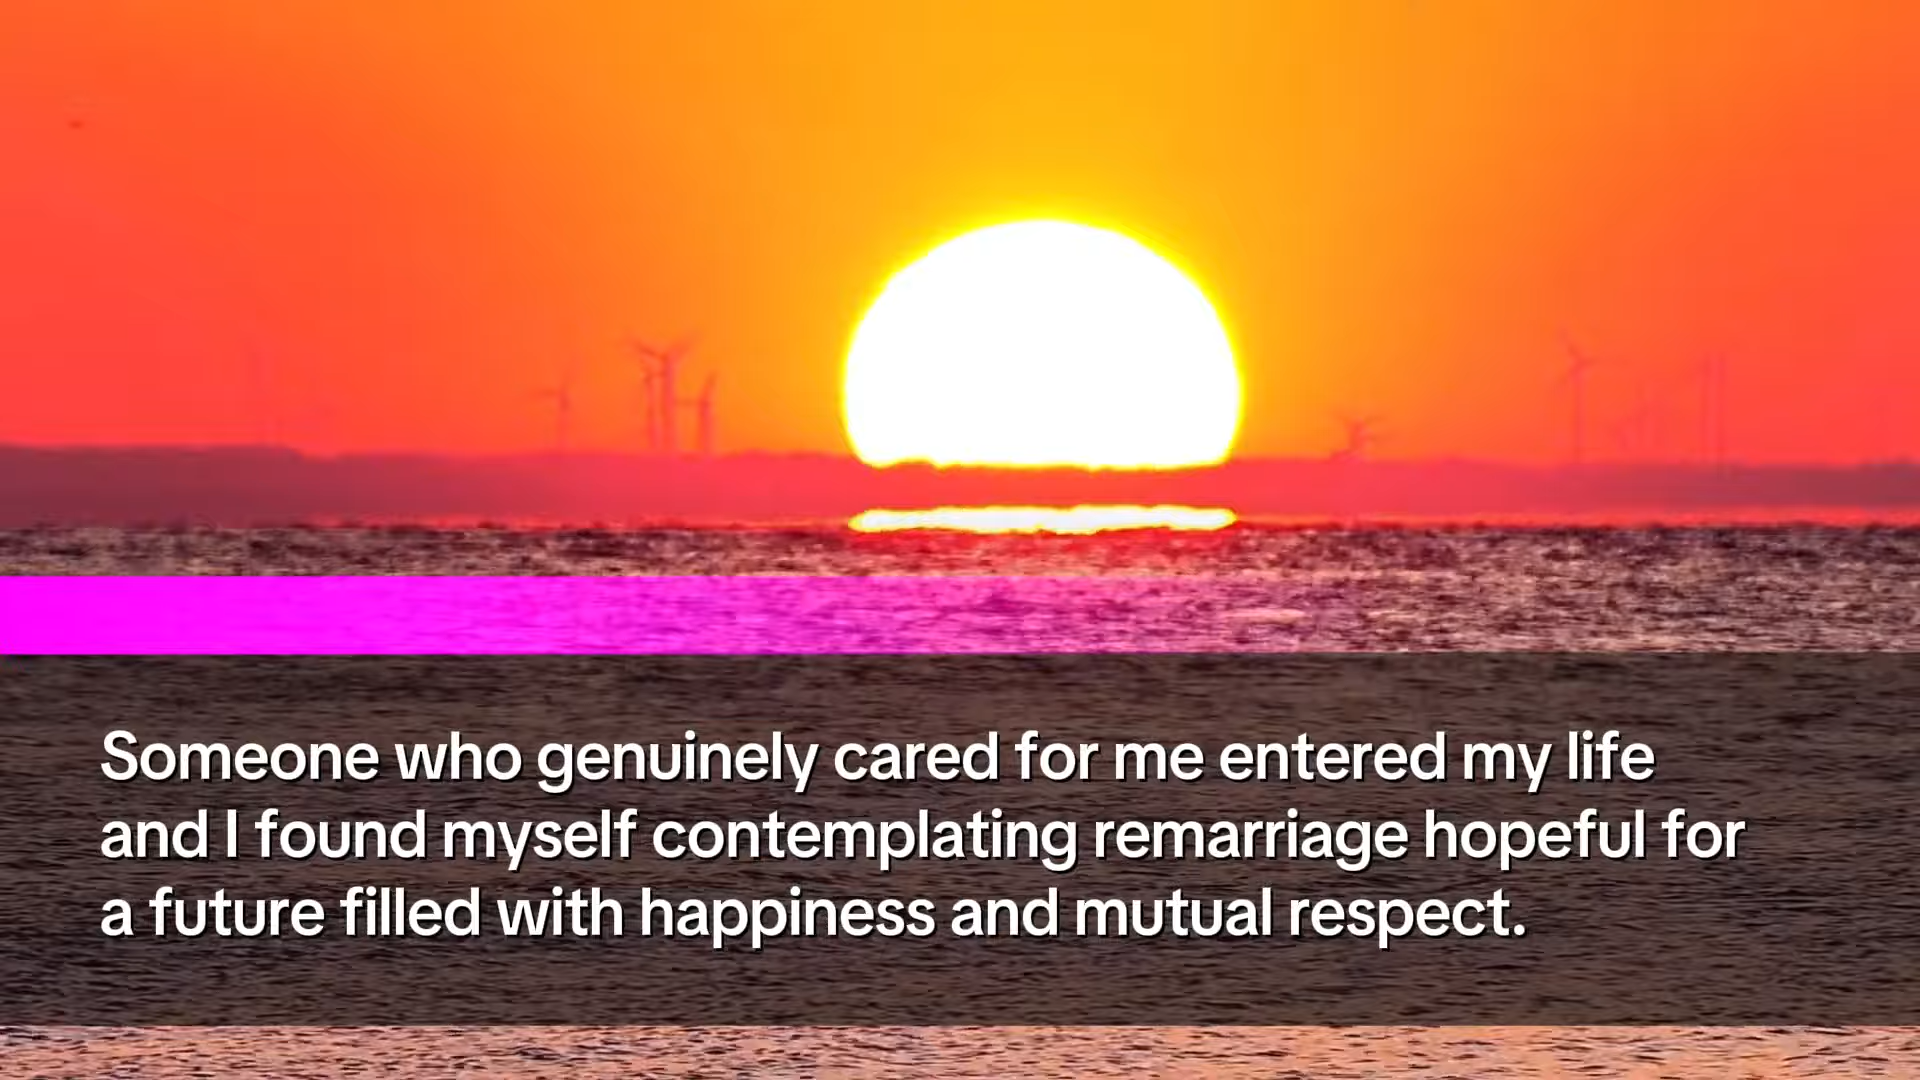 Someone who genuinely cared for me entered my life
and I found myself contemplating remarriage hopeful for
a future filled with happiness and mutual respect.